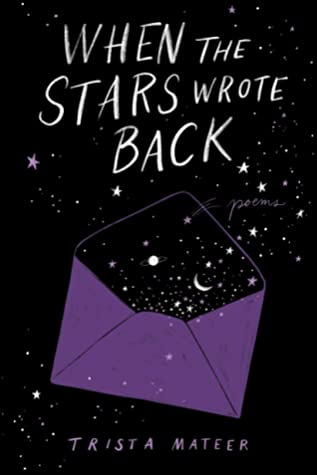 WHEN THE
STARS WROTE
BACK
poems
TRISTA MATEER